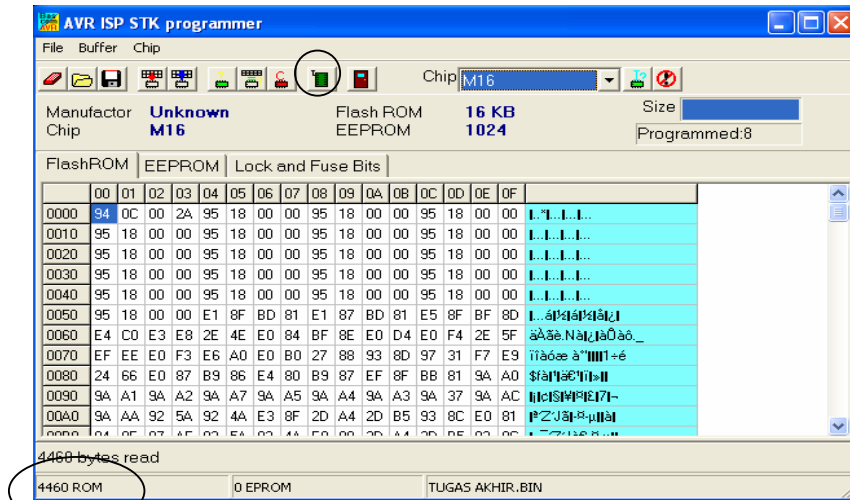 AVR ISP STK programmer
File Buffer Chip
Chip M16
Manufactor Unknown Flash ROM 16 KB Size
Chip M16 EEPROM 1024 Programmed:8
FlashROM EEPROM Lock and Fuse Bits
00 01 02 03 04 05 06 07 08 09 0A 0B 0C 0D 0E 0F
0000 94 0C 00 2A 95 18 00 00 95 18 00 00 95 18 00 00
0010 95 18 00 00 95 18 00 00 95 18 00 00 95 18 00 00
0020 95 18 00 00 95 18 00 00 95 18 00 00 95 18 00 00
0030 95 18 00 00 95 18 00 00 95 18 00 00 95 18 00 00
0040 95 18 00 00 95 18 00 00 95 18 00 00 95 18 00 00
0050 95 18 00 00 E1 8F BD 81 E1 87 BD 81 E5 8F BF 8D
0060 E4 C0 E3 E8 2E 4E E0 84 BF 8E E0 D4 E0 F4 2E 5F
0070 EF EE E0 F3 E6 A0 E0 B0 27 88 93 8D 97 31 F7 E9
0080 24 66 E0 87 B9 86 E4 80 B9 87 EF 8F BB 81 9A A0
0090 9A A1 9A A2 9A A7 9A A5 9A A4 9A A3 9A 37 9A AC
00A0 9A AA 92 5A 92 4A E3 8F 2D A4 2D B5 93 8C E0 81
4460 bytes read
4460 ROM 0 EPROM TUGAS AKHIR.BIN